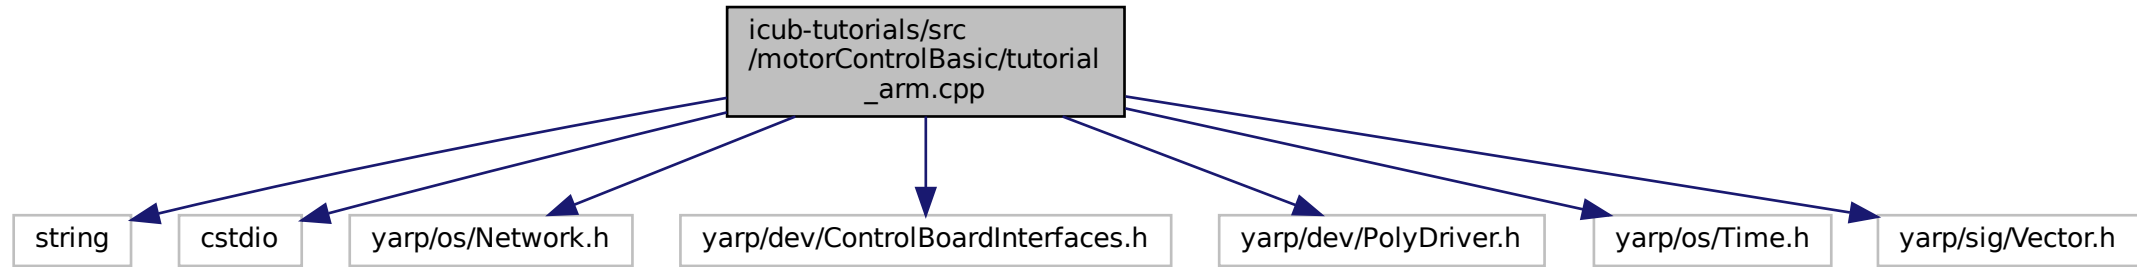 icub-tutorials/src
/motorControlBasic/tutorial
_arm.cpp
string
cstdio
yarp/os/Network.h
yarp/dev/ControlBoardInterfaces.h
yarp/dev/PolyDriver.h
yarp/os/Time.h
yarp/sig/Vector.h